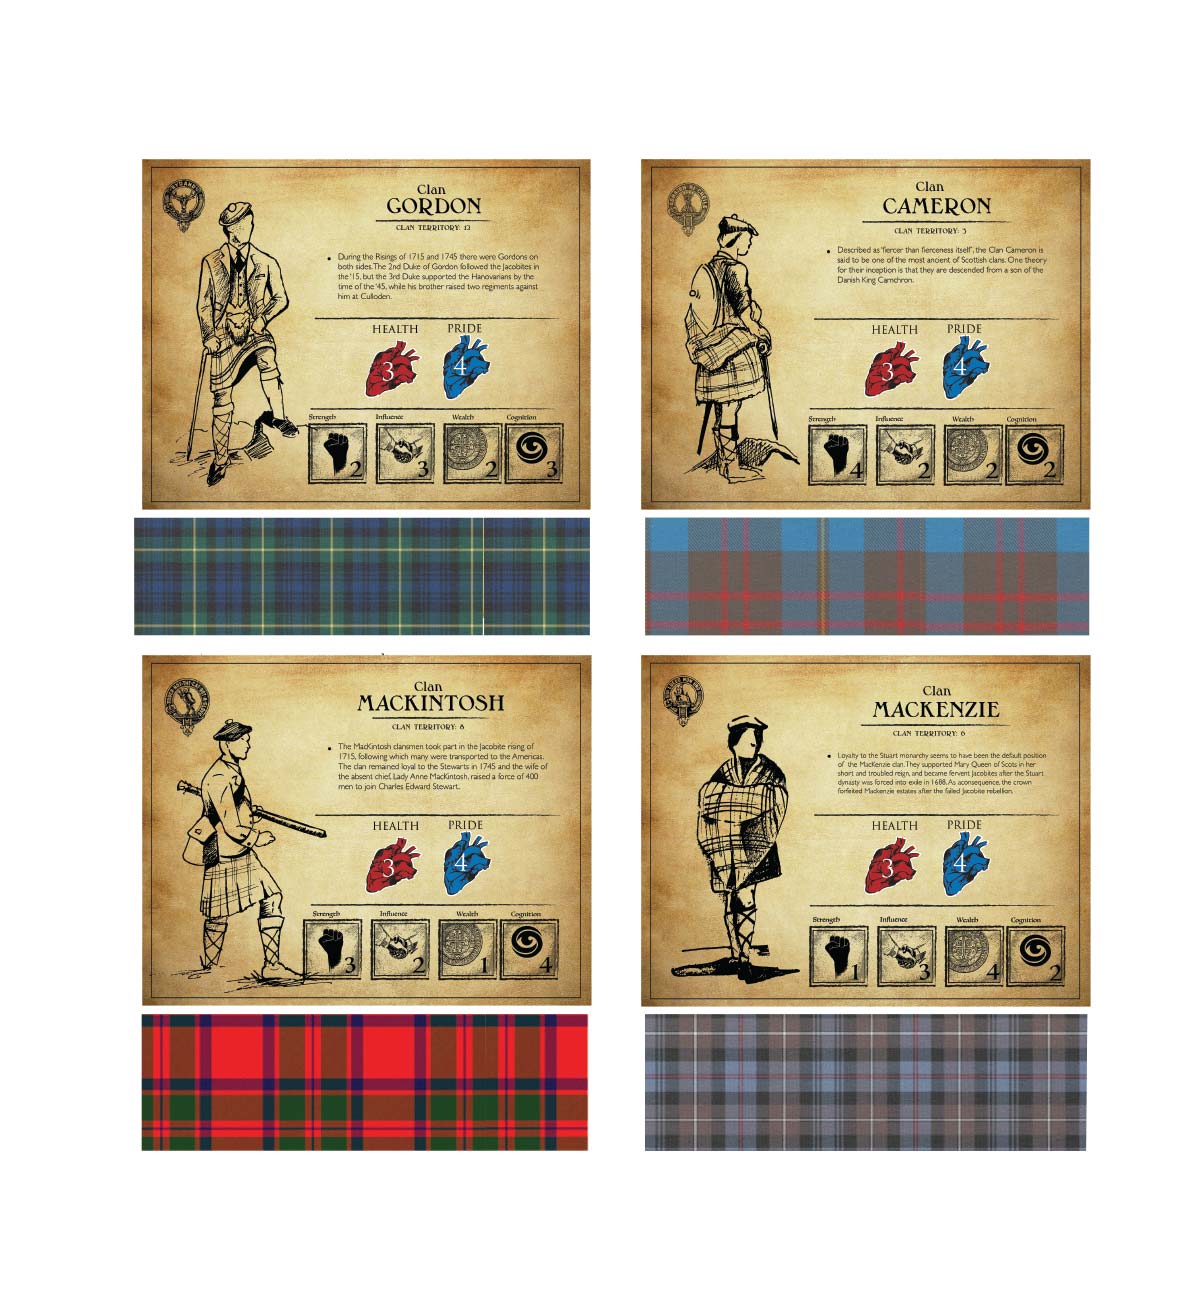 Clan
GORDON
CLAN TERRITORY: 12
• During the Risings of 1715 and 1745 there were Gordons on
both sides. The 2nd Duke of Gordon followed the Jacobites in
the '15, but the 3rd Duke supported the Hanovarians by the
time of the '45, while his brother raised two regiments against
him at Culloden.
HEALTH PRIDE
3 4
Strength Influence Wealth Cognition
2 3 2 3
Clan
CAMERON
CLAN TERRITORY: 3
• Described as 'fiercer than fierceness itself', the Clan Cameron is
said to be one of the most ancient of Scottish clans. One theory
for their inception is that they are descended from a son of the
Danish King Camchron.
HEALTH PRIDE
3 4
Strength Influence Wealth Cognition
4 2 2 2
Clan
MACKINTOSH
CLAN TERRITORY: 8
• The MacKintosh clansmen took part in the Jacobite rising of
1715, following which many were transported to the Americas.
The clan remained loyal to the Stewarts in 1745 and the wife of
the absent chief, Lady Anne MacKintosh, raised a force of 400
men to join Charles Edward Stewart.
HEALTH PRIDE
3 4
Strength Influence Wealth Cognition
3 2 1 4
Clan
MACKENZIE
CLAN TERRITORY: 6
• Loyalty to the Stuart monarchy seems to have been the default position
of the MacKenzie clan. They supported Mary Queen of Scots in her
short and troubled reign, and became fervent Jacobites after the Stuart
dynasty was forced into exile in 1688. As aconsequence, the crown
forfeited Mackenzie estates after the failed Jacobite rebellion.
HEALTH PRIDE
3 4
Strength Influence Wealth Cognition
1 3 4 2